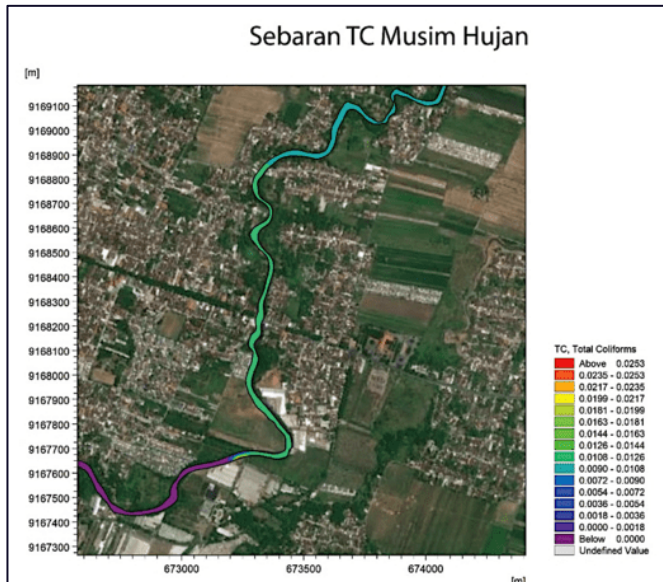 Sebaran TC Musim Hujan
[m]
9169100
9169000
9168900
9168800
9168700
9168600
9168500
9168400
9168300
9168200
9168100
9168000
9167900
9167800
9167700
9167600
9167500
9167400
9167300
673000
673500
674000
[m]
TC, Total Coliforms
Above 0.0253
0.0235 - 0.0253
0.0217 - 0.0235
0.0199 - 0.0217
0.0181 - 0.0199
0.0163 - 0.0181
0.0144 - 0.0163
0.0126 - 0.0144
0.0108 - 0.0126
0.0090 - 0.0108
0.0072 - 0.0090
0.0054 - 0.0072
0.0036 - 0.0054
0.0018 - 0.0036
0.0000 - 0.0018
Below 0.0000
Undefined Value